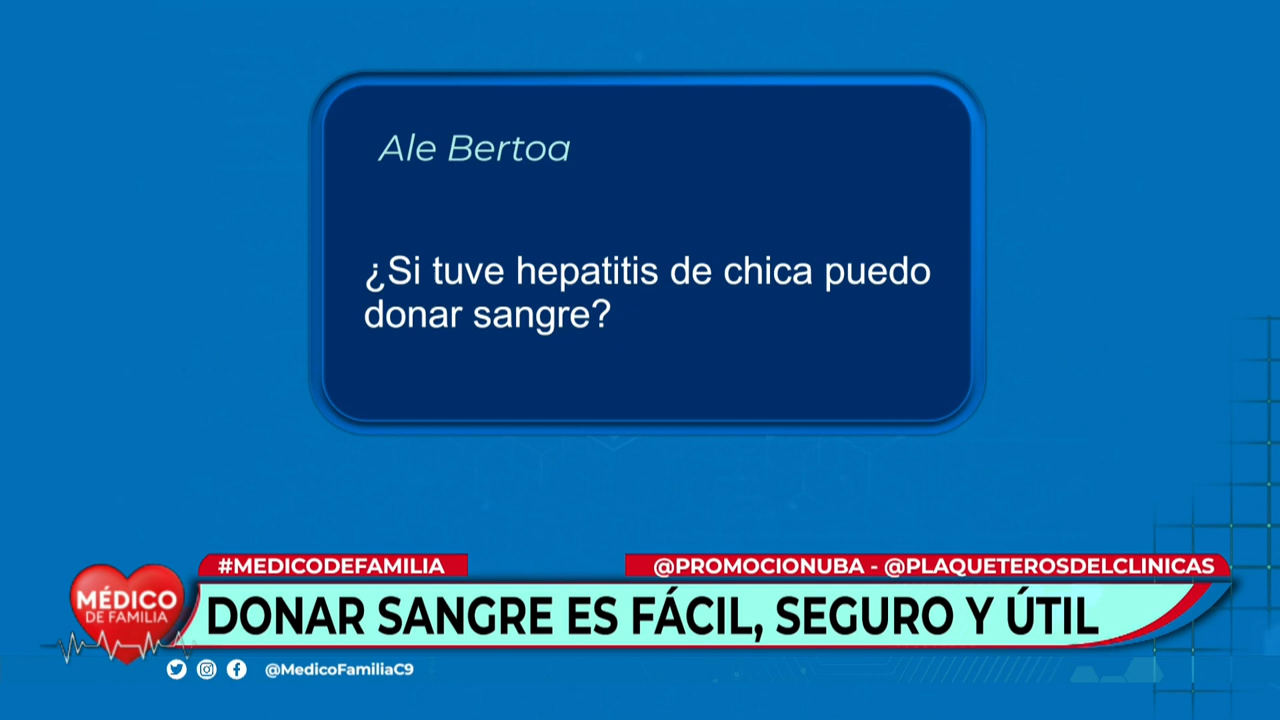 Ale Bertoa
¿Si tuve hepatitis de chica puedo
donar sangre?
#MEDICODEFAMILIA
@PROMOCIONUBA - @PLAQUETEROSDELCLINICAS
MÉDICO
DE FAMILIA
DONAR SANGRE ES FÁCIL, SEGURO Y ÚTIL
@MedicoFamiliaC9